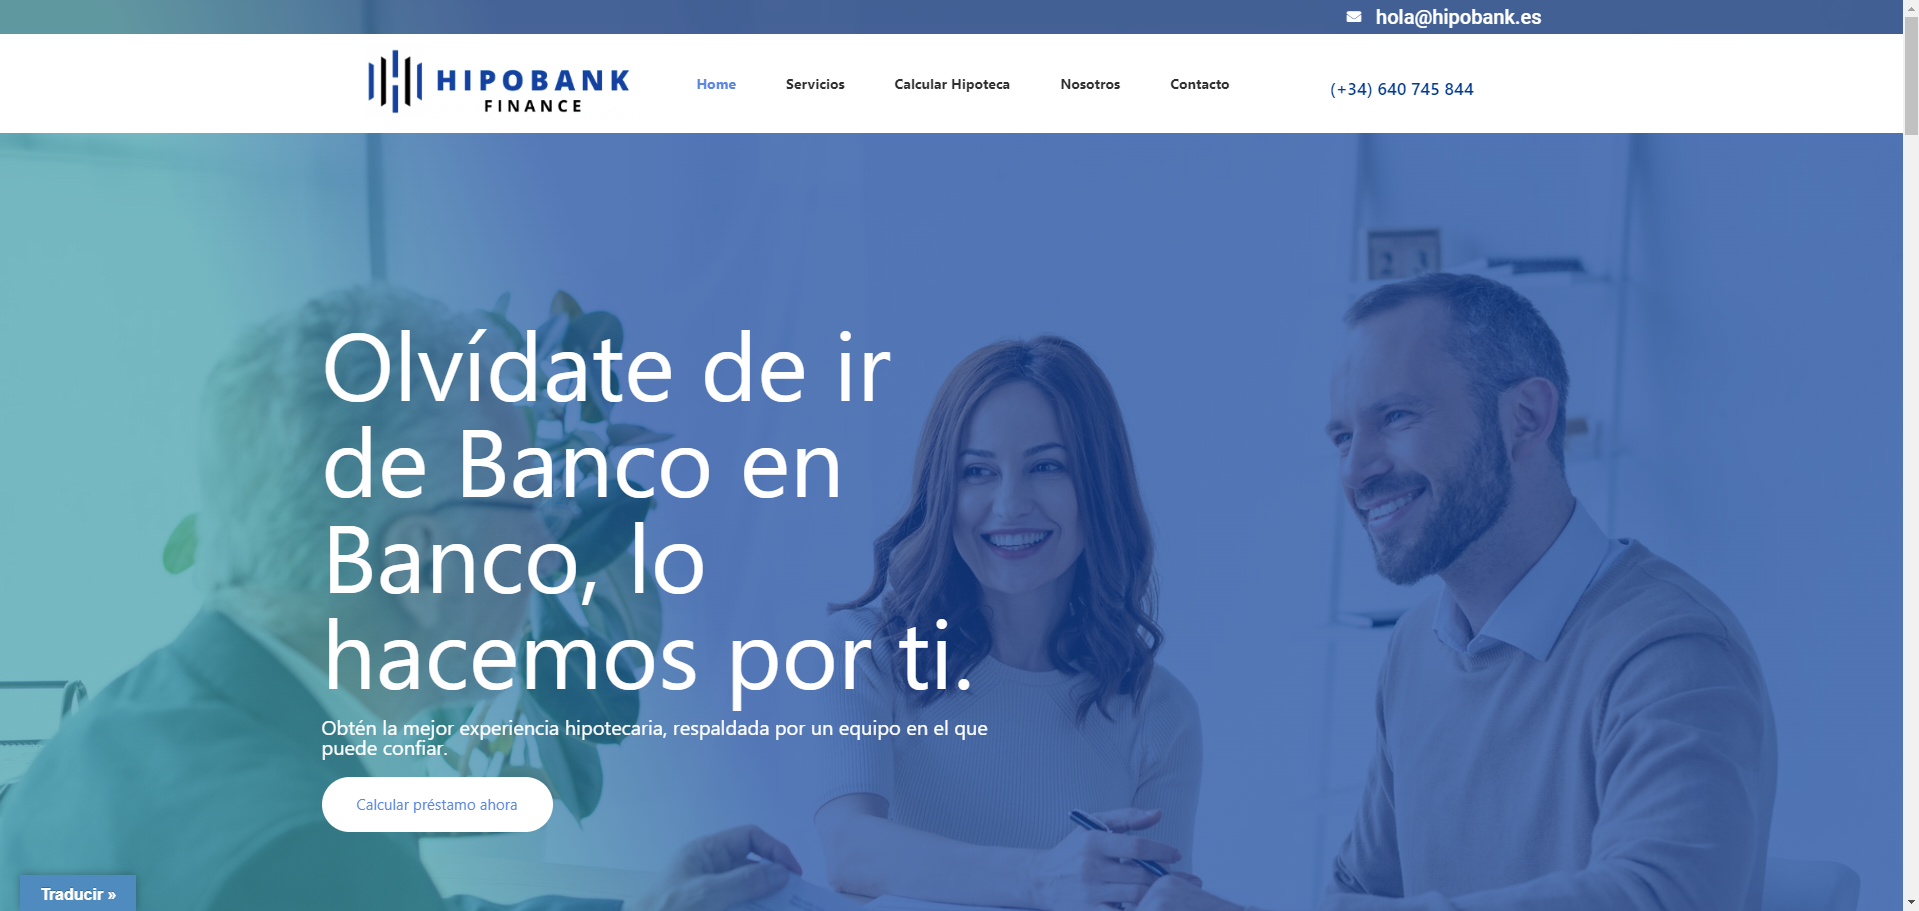 hola@hipobank.es
HIPOBANK
FINANCE
Home
Servicios
Calcular Hipoteca
Nosotros
Contacto
(+34) 640 745 844
Olvídate de ir
de Banco en
Banco, lo
hacemos por ti.
Obtén la mejor experiencia hipotecaria, respaldada por un equipo en el que
puede confiar.
Calcular préstamo ahora
Traducir »